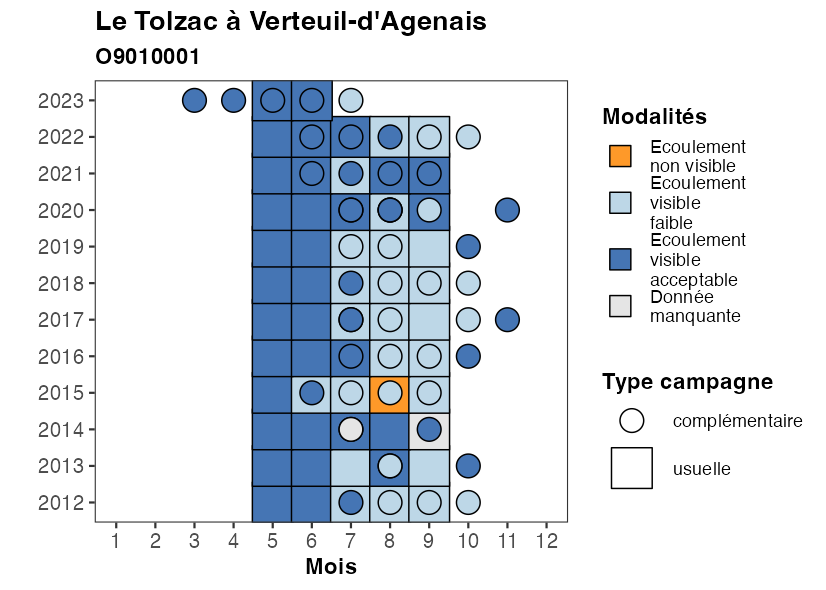 Le Tolzac à Verteuil-d'Agenais
O9010001
2023
2022
2021
2020
2019
2018
2017
2016
2015
2014
2013
2012
1 2 3 4 5 6 7 8 9 10 11 12
Mois
Modalités
Ecoulement
non visible
Ecoulement
visible
faible
Ecoulement
visible
acceptable
Donnée
manquante
Type campagne
complémentaire
usuelle